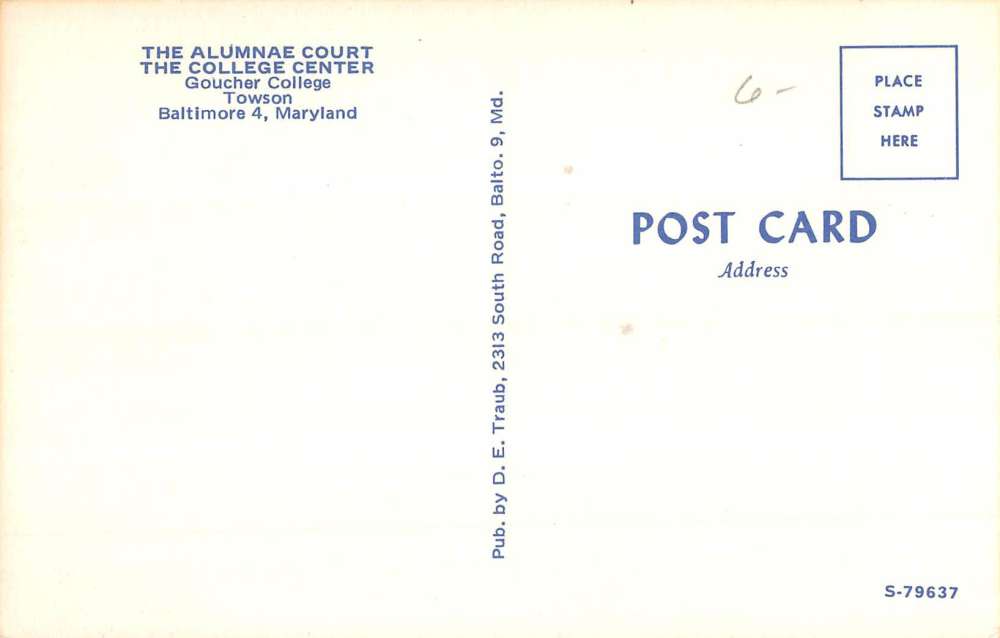 THE ALUMNAE COURT
THE COLLEGE CENTER
Goucher College
Towson
Baltimore 4, Maryland
Pub. by D. E. Traub, 2313 South Road, Balto. 9, Md.
6-
PLACE
STAMP
HERE
POST CARD
Address
S-79637